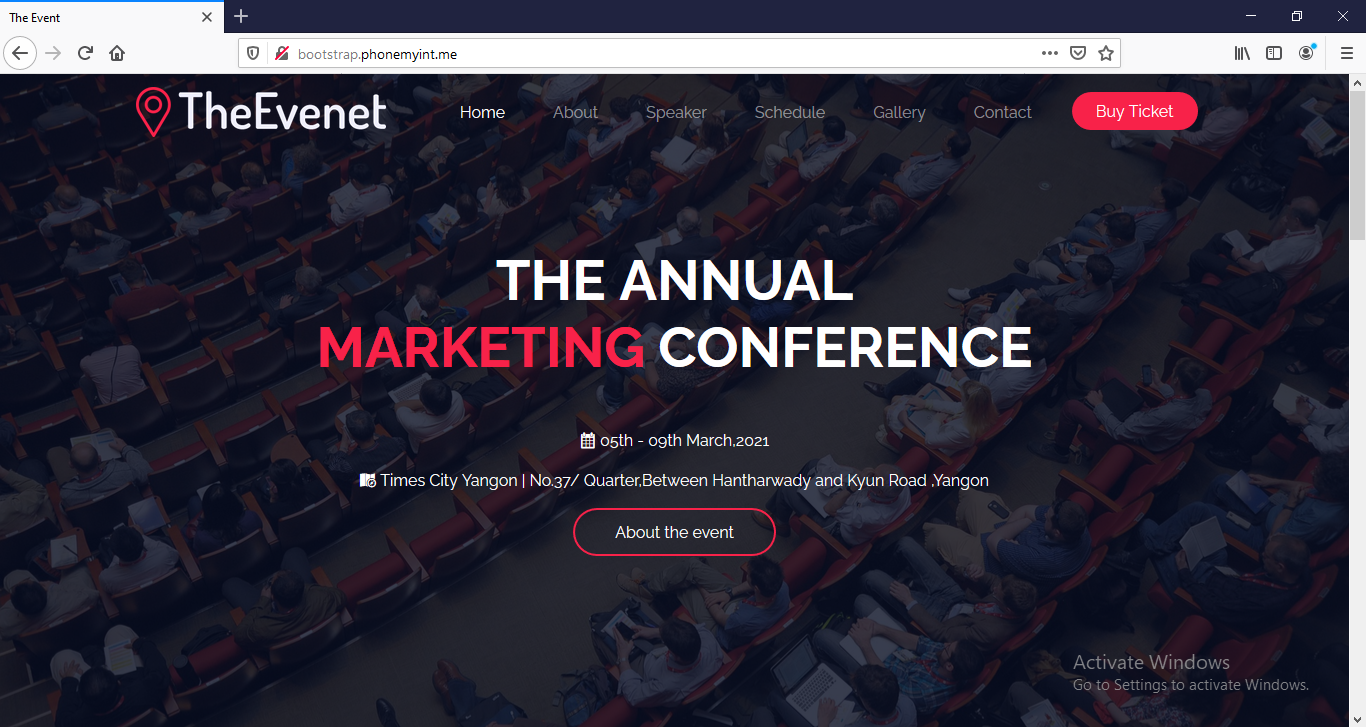 The Event
bootstrap.phonemyint.me
TheEvenet
Home
About
Speaker
Schedule
Gallery
Contact
Buy Ticket
THE ANNUAL
MARKETING CONFERENCE
05th - 09th March,2021
Times City Yangon | No.37/ Quarter,Between Hantharwady and Kyun Road ,Yangon
About the event
Activate Windows
Go to Settings to activate Windows.